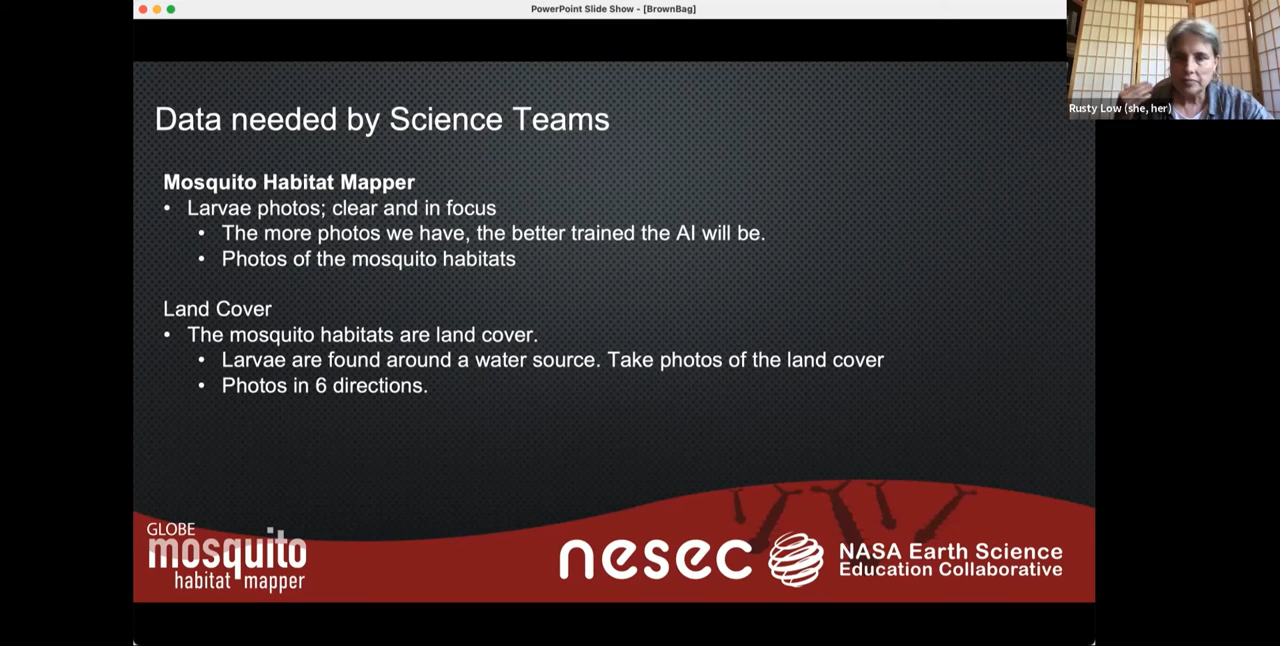 PowerPoint Slide Show - [BrownBag]
Rusty Low (she, her)
Data needed by Science Teams
Mosquito Habitat Mapper
• Larvae photos; clear and in focus
• The more photos we have, the better trained the AI will be.
• Photos of the mosquito habitats
Land Cover
• The mosquito habitats are land cover.
• Larvae are found around a water source. Take photos of the land cover
• Photos in 6 directions.
GLOBE
mosquito
habitat mapper
nesec
NASA Earth Science
Education Collaborative